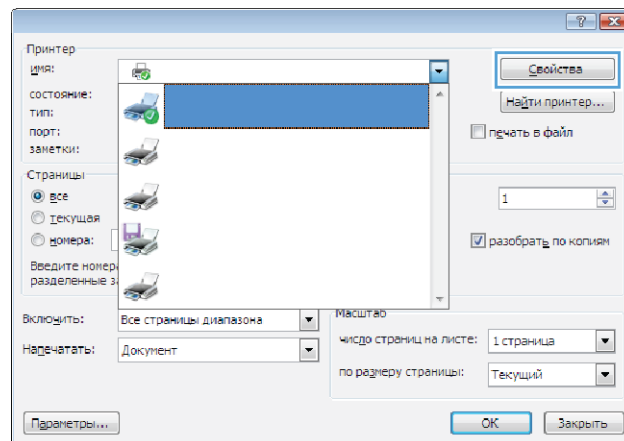 Принтер
имя:
Свойства
состояние:
Найти принтер...
тип:
порт:
печать в файл
заметки:
Страницы
все
1
текущая
номера:
разобрать по копиям
Введите
разделенные
Включить:
Все страницы диапазона
Масштаб
число страниц на листе:
1 страница
Напечатать:
Документ
по размеру страницы:
Текущий
Параметры...
ОК
Закрыть